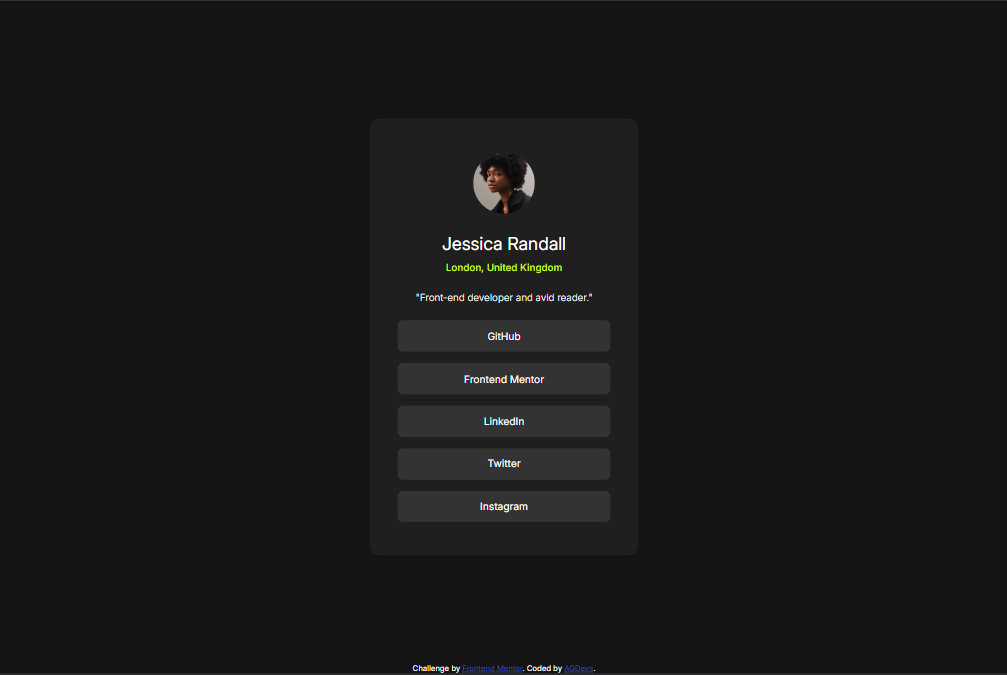 Jessica Randall
London, United Kingdom
"Front-end developer and avid reader."
GitHub
Frontend Mentor
LinkedIn
Twitter
Instagram
Challenge by Frontend Mentor. Coded by AGDevs.